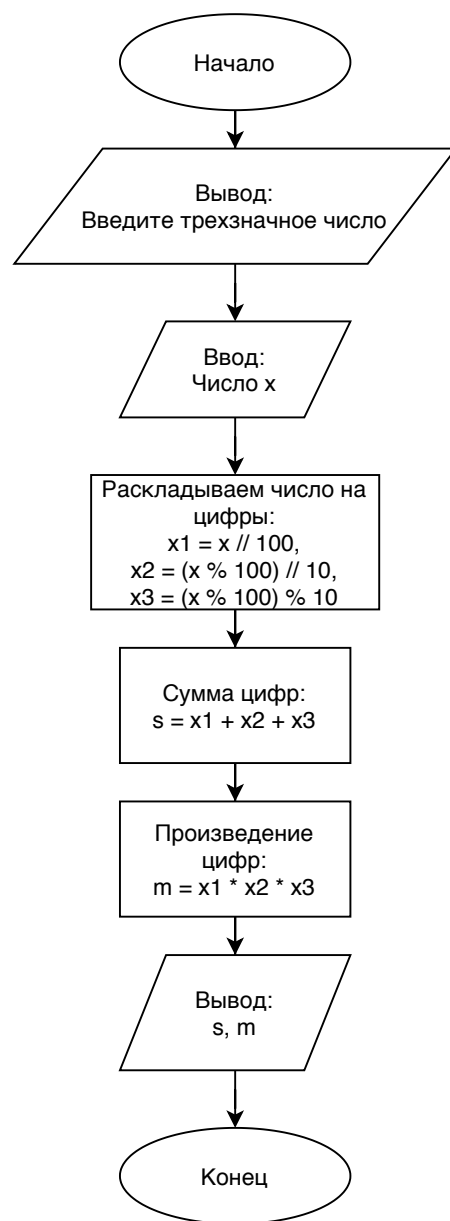 Начало
Вывод:
Введите трехзначное число
Ввод:
Число x
Раскладываем число на
цифры:
x1 = x // 100,
x2 = (x % 100) // 10,
x3 = (x % 100) % 10
Сумма цифр:
s = x1 + x2 + x3
Произведение
цифр:
m = x1 * x2 * x3
Вывод:
s, m
Конец